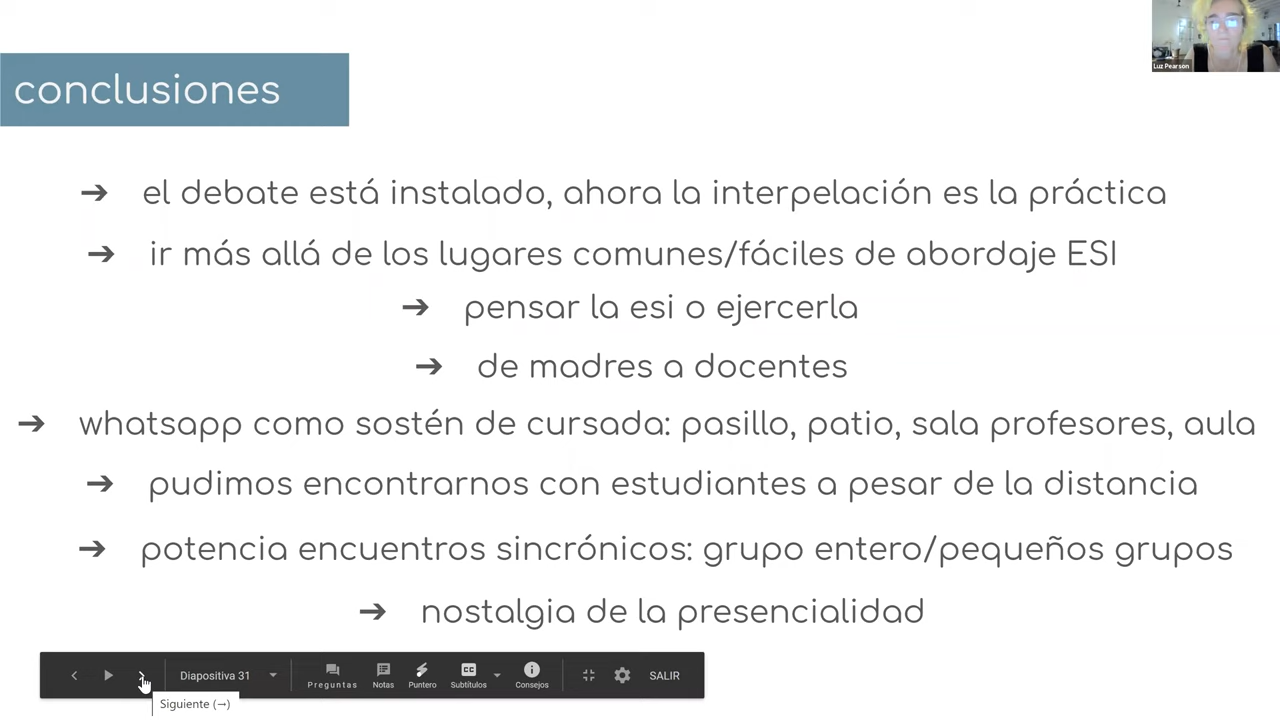 Luz Pearson
conclusiones
➔ el debate está instalado, ahora la interpelación es la práctica
➔ ir más allá de los lugares comunes/fáciles de abordaje ESI
➔ pensar la esi o ejercerla
➔ de madres a docentes
➔ whatsapp como sostén de cursada: pasillo, patio, sala profesores, aula
➔ pudimos encontrarnos con estudiantes a pesar de la distancia
➔ potencia encuentros sincrónicos: grupo entero/pequeños grupos
➔ nostalgia de la presencialidad
Diapositiva 31 Preguntas Notas Puntero CC Subtítulos Consejos SALIR
Siguiente (→)